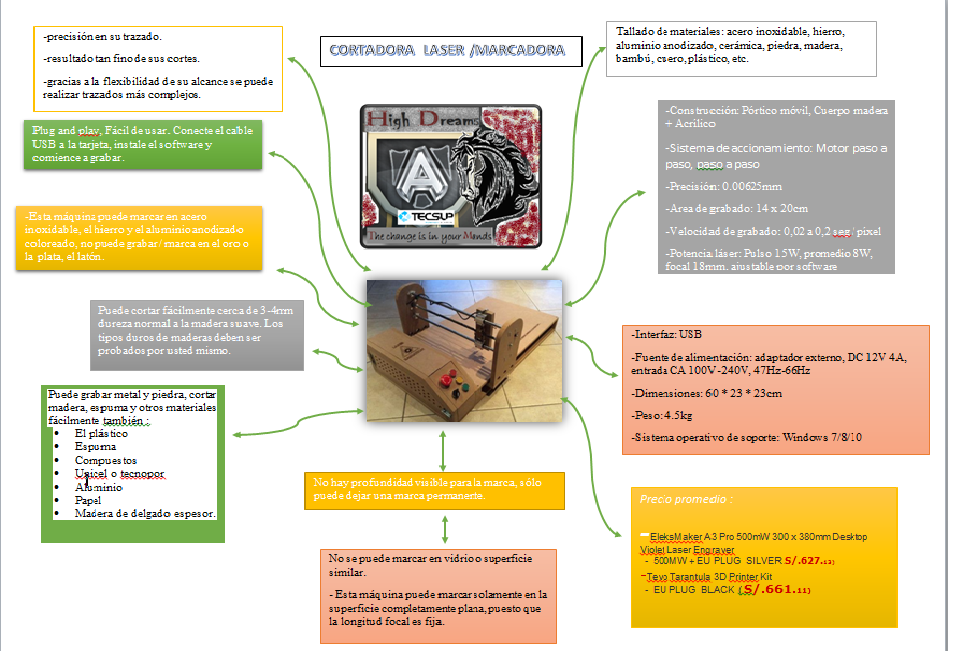 CORTADORA LASER /MARCADORA
-precisión en su trazado.
-resultado tan fino de sus cortes.
-gracias a la flexibilidad de su alcance se puede
realizar trazados más complejos.
Plug and play, Fácil de usar. Conecte el cable
USB a la tarjeta, instale el software y
comience a grabar.
-Esta máquina puede marcar en acero
inoxidable, el hierro y el aluminio anodizado
coloreado, no puede grabar/ marca en el oro o
la plata, el latón.
Puede cortar fácilmente cerca de 3-4mm
dureza normal a la madera suave. Los
tipos duros de maderas deben ser
probados por usted mismo.
Puede grabar metal y piedra, cortar
madera, espuma y otros materiales
fácilmente también :
• El plástico
• Espuma
• Compuestos
• Unicel o tecnopor
• Aluminio
• Papel
• Madera de delgado espesor.
High Dreams
A
TECSUP
The change is in your Minds
No hay profundidad visible para la marca, sólo
puede dejar una marca permanente.
No se puede marcar en vidrio o superficie
similar.
- Esta máquina puede marcar solamente en la
superficie completamente plana, puesto que
la longitud focal es fija.
Tallado de materiales: acero inoxidable, hierro,
aluminio anodizado, cerámica, piedra, madera,
bambú, cuero, plástico, etc.
-Construcción: Pórtico móvil, Cuerpo madera
+ Acrílico
-Sistema de accionamiento: Motor paso a
paso, paso a paso
-Precisión: 0.00625mm
-Area de grabado: 14 x 20cm
-Velocidad de grabado: 0,02 a 0,2 seg/ pixel
-Potencia láser: Pulso 15W, promedio 8W,
focal 18mm, ajustable por software
-Interfaz: USB
-Fuente de alimentación: adaptador externo, DC 12V 4A,
entrada CA 100W-240V, 47Hz-66Hz
-Dimensiones: 60 * 23 * 23cm
-Peso: 4.5kg
-Sistema operativo de soporte: Windows 7/8/10
Precio promedio :
-EleksMaker A3 Pro 500mW 300 x 380mm Desktop
Violet Laser Engraver
- 500MW + EU PLUG SILVER S/.627.53)
-Tevo Tarantula 3D Printer Kit
- EU PLUG BLACK (S/.661.11)